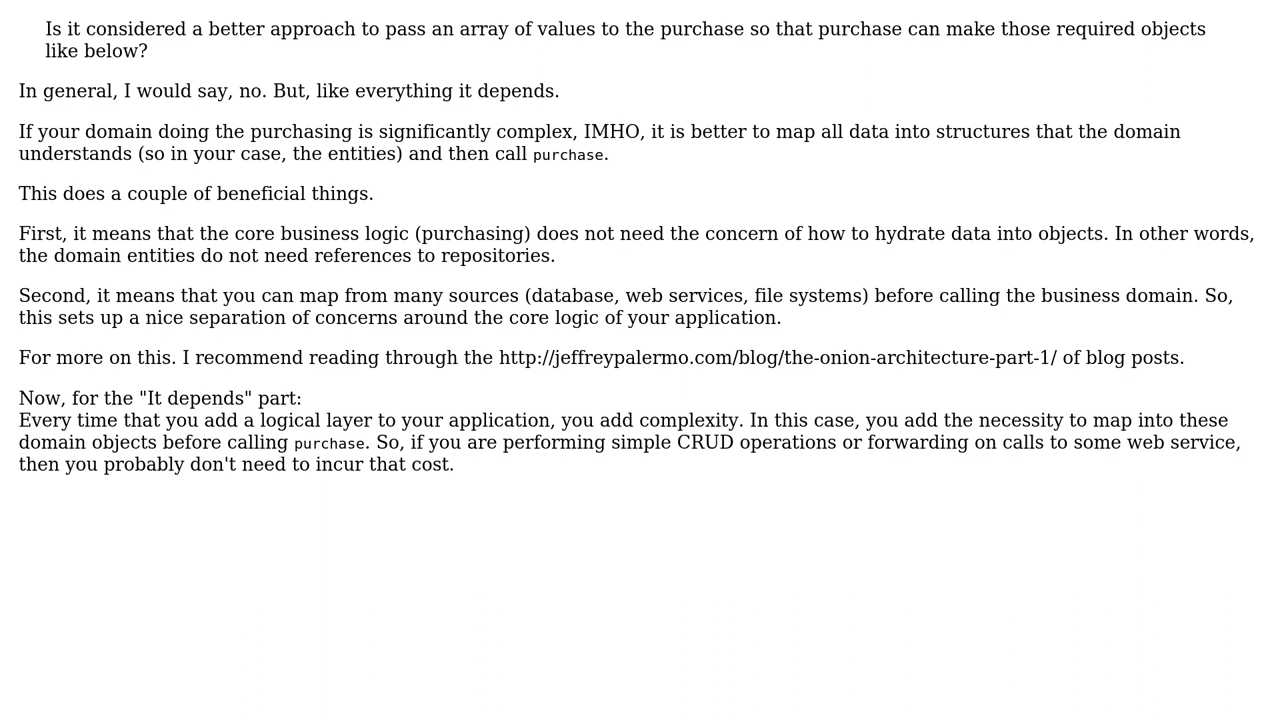 Is it considered a better approach to pass an array of values to the purchase so that purchase can make those required objects
like below?
In general, I would say, no. But, like everything it depends.
If your domain doing the purchasing is significantly complex, IMHO, it is better to map all data into structures that the domain
understands (so in your case, the entities) and then call purchase.
This does a couple of beneficial things.
First, it means that the core business logic (purchasing) does not need the concern of how to hydrate data into objects. In other words,
the domain entities do not need references to repositories.
Second, it means that you can map from many sources (database, web services, file systems) before calling the business domain. So,
this sets up a nice separation of concerns around the core logic of your application.
For more on this. I recommend reading through the http://jeffreypalermo.com/blog/the-onion-architecture-part-1/ of blog posts.
Now, for the "It depends" part:
Every time that you add a logical layer to your application, you add complexity. In this case, you add the necessity to map into these
domain objects before calling purchase. So, if you are performing simple CRUD operations or forwarding on calls to some web service,
then you probably don't need to incur that cost.